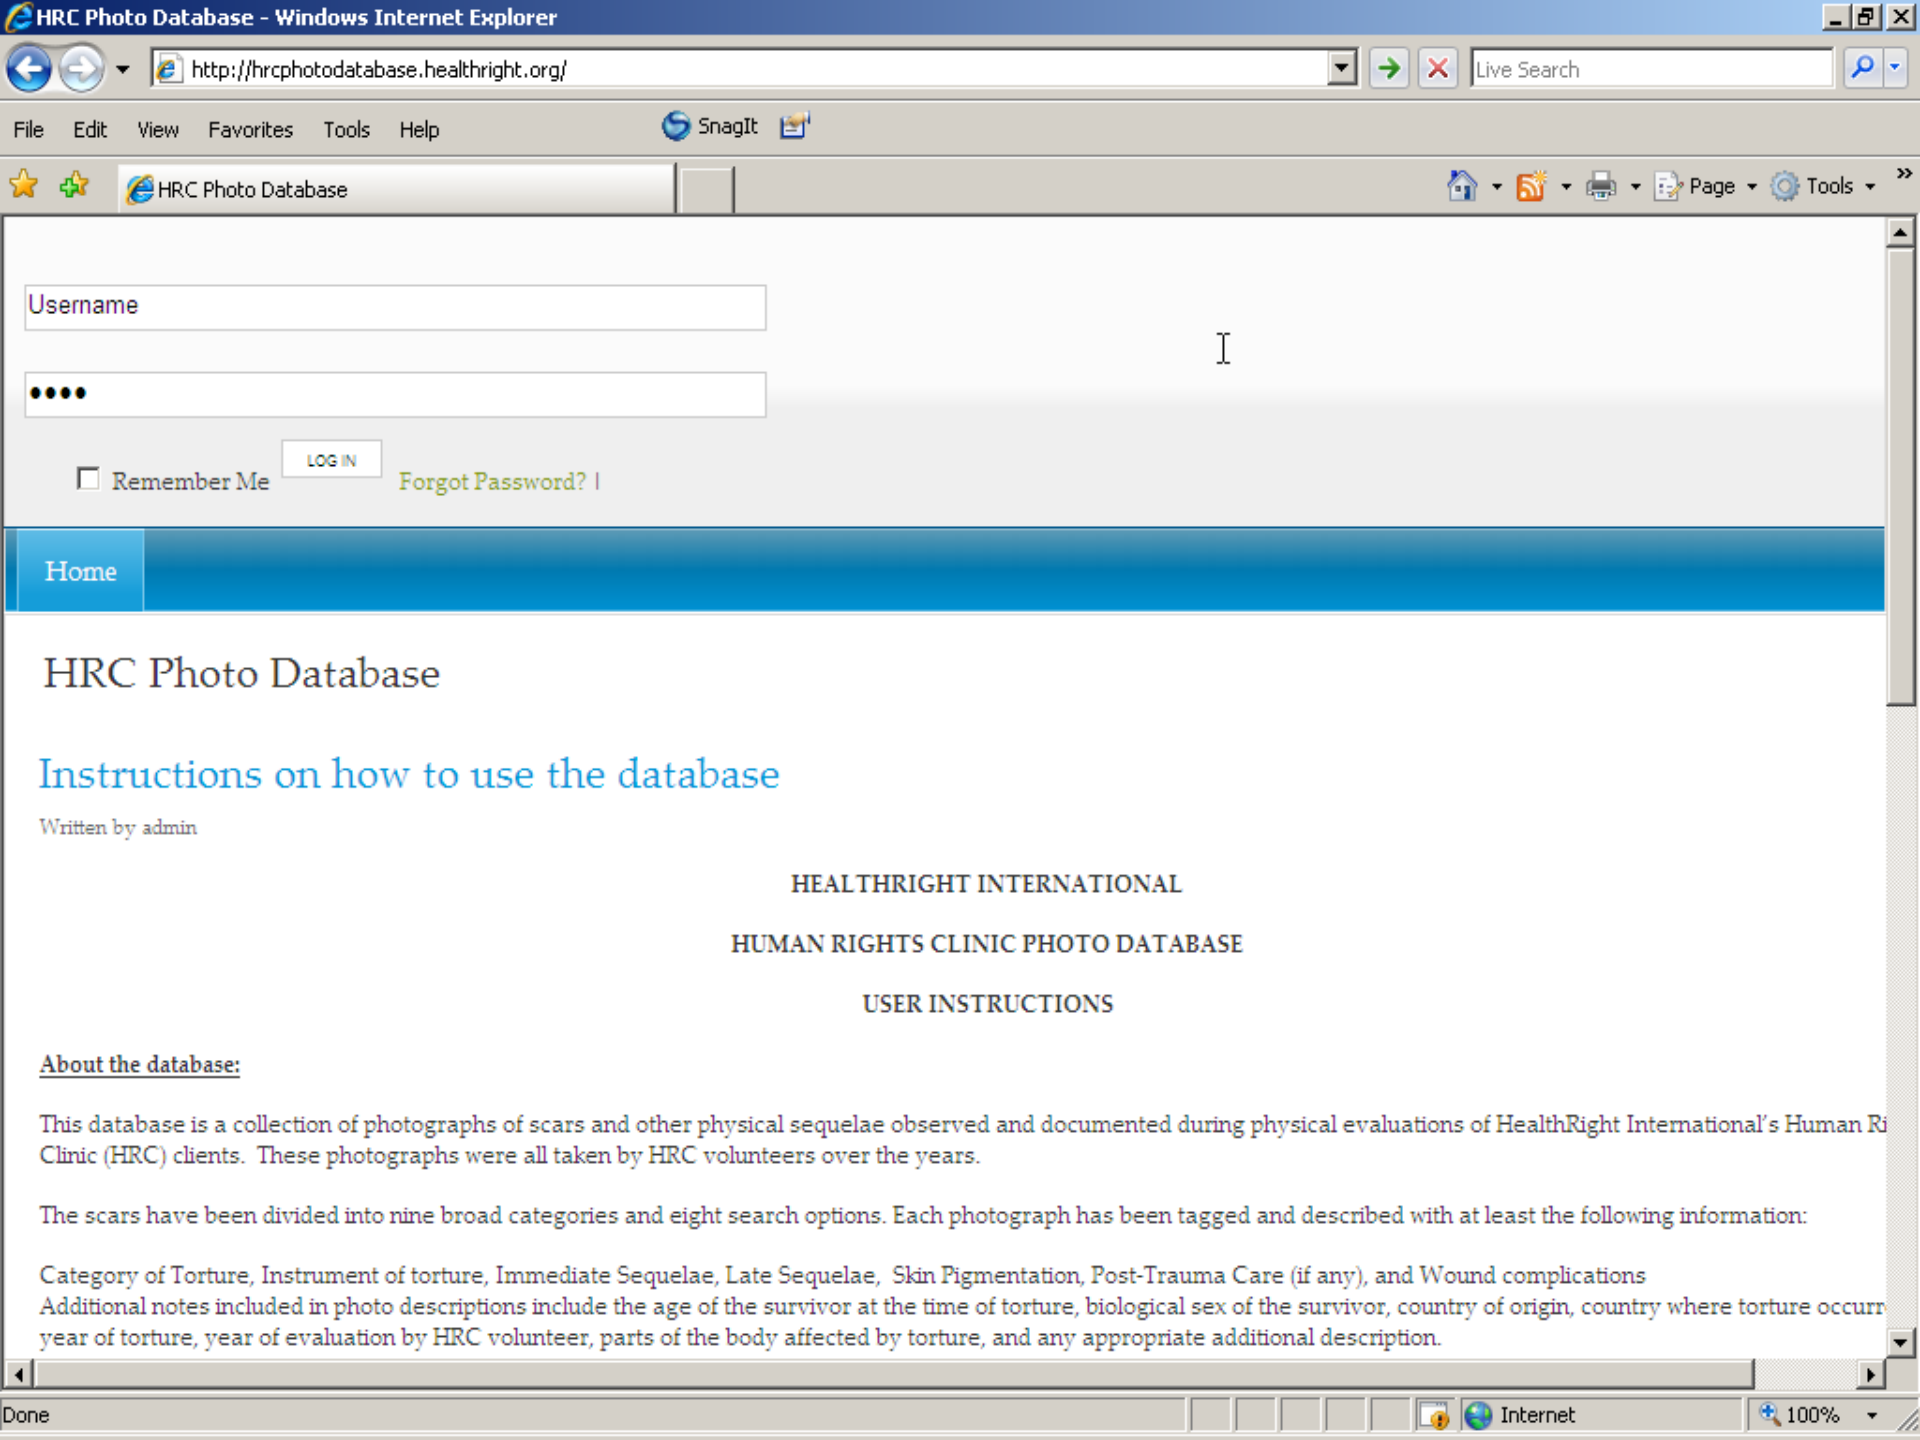 HRC Photo Database - Windows Internet Explorer
http://hrcphotodatabase.healthright.org/
Live Search
File Edit View Favorites Tools Help SnagIt
HRC Photo Database
Page Tools »
Username
••••
Remember Me LOG IN Forgot Password? |
Home
HRC Photo Database
Instructions on how to use the database
Written by admin
HEALTHRIGHT INTERNATIONAL
HUMAN RIGHTS CLINIC PHOTO DATABASE
USER INSTRUCTIONS
About the database:
This database is a collection of photographs of scars and other physical sequelae observed and documented during physical evaluations of HealthRight International's Human Ri
Clinic (HRC) clients. These photographs were all taken by HRC volunteers over the years.
The scars have been divided into nine broad categories and eight search options. Each photograph has been tagged and described with at least the following information:
Category of Torture, Instrument of torture, Immediate Sequelae, Late Sequelae, Skin Pigmentation, Post-Trauma Care (if any), and Wound complications
Additional notes included in photo descriptions include the age of the survivor at the time of torture, biological sex of the survivor, country of origin, country where torture occurr
year of torture, year of evaluation by HRC volunteer, parts of the body affected by torture, and any appropriate additional description.
Done Internet 100%